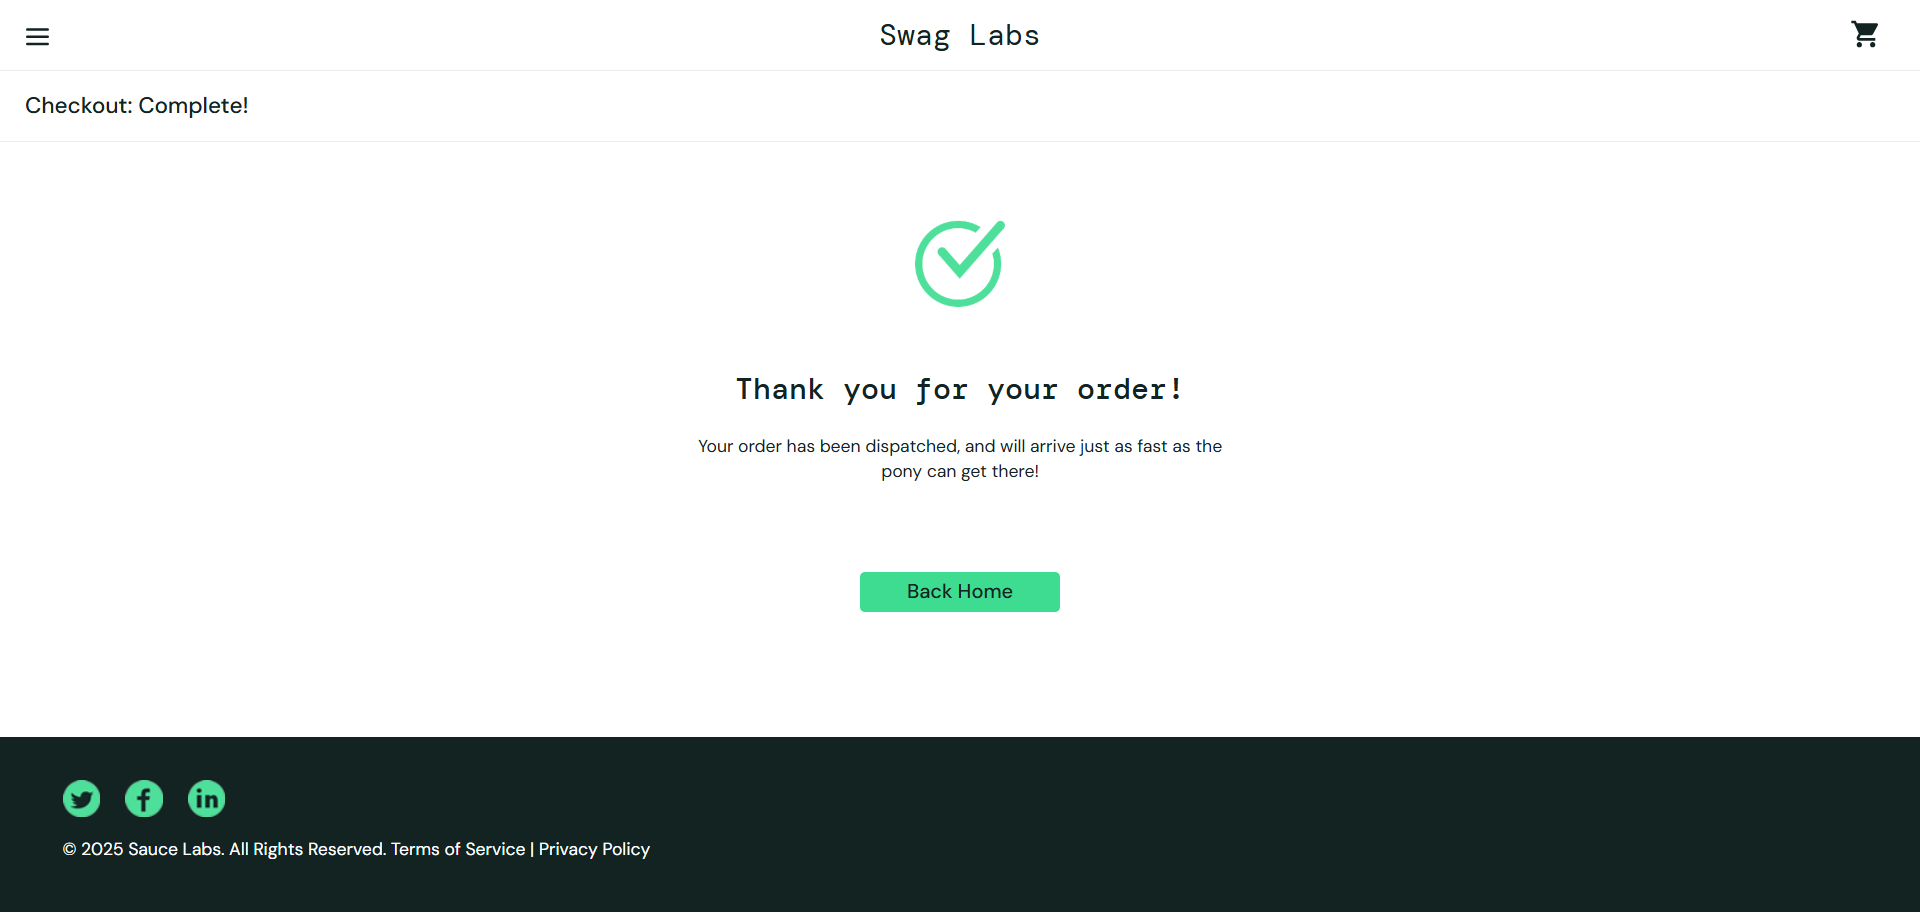 Swag Labs
Checkout: Complete!
Thank you for your order!
Your order has been dispatched, and will arrive just as fast as the
pony can get there!
Back Home
© 2025 Sauce Labs. All Rights Reserved. Terms of Service | Privacy Policy